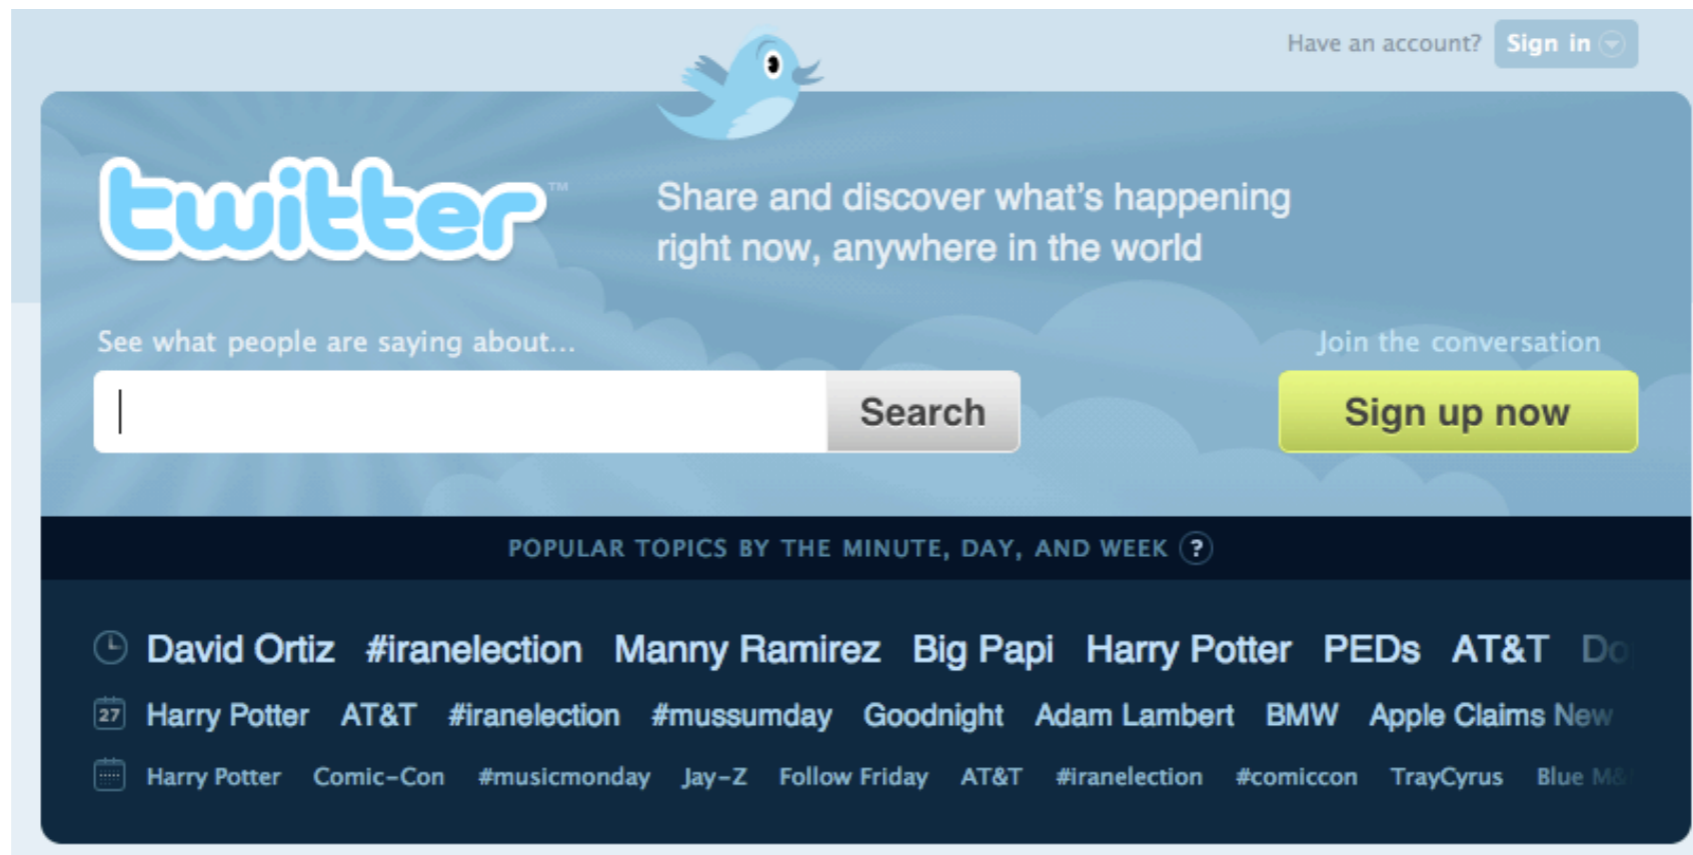 Have an account? Sign in
twitter™
Share and discover what's happening
right now, anywhere in the world
See what people are saying about...
Search
Join the conversation
Sign up now
POPULAR TOPICS BY THE MINUTE, DAY, AND WEEK ?
David Ortiz #iranelection Manny Ramirez Big Papi Harry Potter PEDs AT&T Do
27 Harry Potter AT&T #iranelection #mussumday Goodnight Adam Lambert BMW Apple Claims New
Harry Potter Comic-Con #musicmonday Jay-Z Follow Friday AT&T #iranelection #comiccon TrayCyrus Blue M&